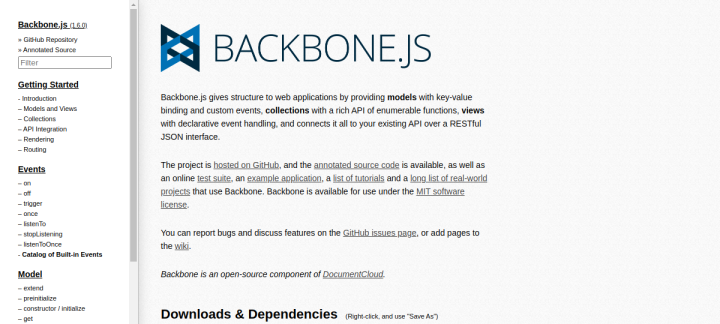 Backbone.js (1.6.0)
» GitHub Repository
» Annotated Source
Filter
Getting Started
- Introduction
– Models and Views
– Collections
– API Integration
– Rendering
– Routing
Events
– on
– off
– trigger
– once
– listenTo
– stopListening
– listenToOnce
- Catalog of Built-in Events
Model
– extend
– preinitialize
– constructor / initialize
– get
BACKBONE.JS
Backbone.js gives structure to web applications by providing models with key-value
binding and custom events, collections with a rich API of enumerable functions, views
with declarative event handling, and connects it all to your existing API over a RESTful
JSON interface.
The project is hosted on GitHub, and the annotated source code is available, as well as
an online test suite, an example application, a list of tutorials and a long list of real-world
projects that use Backbone. Backbone is available for use under the MIT software
license.
You can report bugs and discuss features on the GitHub issues page, or add pages to
the wiki.
Backbone is an open-source component of DocumentCloud.
Downloads & Dependencies (Right-click, and use "Save As")